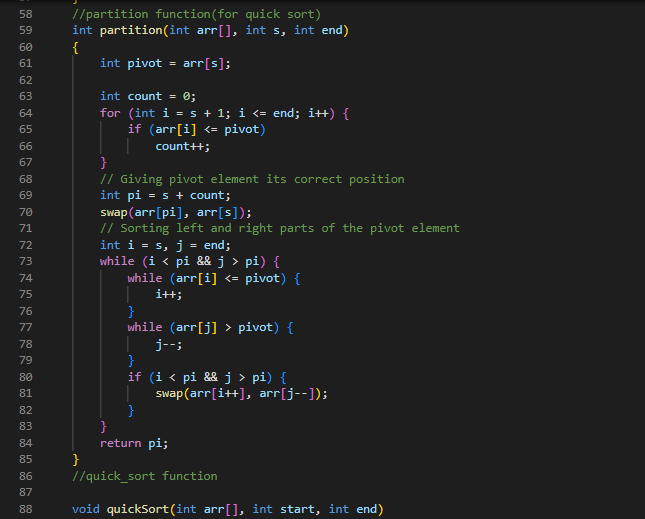 58 //partition function(for quick sort)
59 int partition(int arr[], int s, int end)
60 {
61 int pivot = arr[s];
62
63 int count = 0;
64 for (int i = s + 1; i <= end; i++) {
65 if (arr[i] <= pivot)
66 count++;
67 }
68 // Giving pivot element its correct position
69 int pi = s + count;
70 swap(arr[pi], arr[s]);
71 // Sorting left and right parts of the pivot element
72 int i = s, j = end;
73 while (i < pi && j > pi) {
74 while (arr[i] <= pivot) {
75 i++;
76 }
77 while (arr[j] > pivot) {
78 j--;
79 }
80 if (i < pi && j > pi) {
81 swap(arr[i++], arr[j--]);
82 }
83 }
84 return pi;
85 }
86 //quick_sort function
87
88 void quickSort(int arr[], int start, int end)